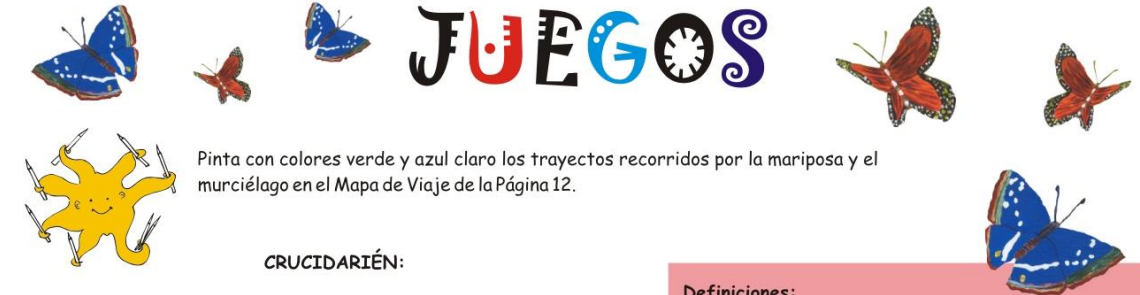 JUEGOS
Pinta con colores verde y azul claro los trayectos recorridos por la mariposa y el
murciélago en el Mapa de Viaje de la Página 12.
CRUCIDARIÉN:
Definiciones: